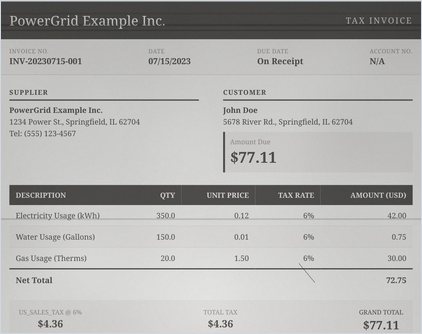 PowerGrid Example Inc. TAX INVOICE
INVOICE NO. DATE DUE DATE ACCOUNT NO.
INV-20230715-001 07/15/2023 On Receipt N/A
SUPPLIER CUSTOMER
PowerGrid Example Inc. John Doe
1234 Power St., Springfield, IL 62704 5678 River Rd., Springfield, IL 62704
Tel: (555) 123-4567
Amount Due
$77.11
DESCRIPTION QTY UNIT PRICE TAX RATE AMOUNT (USD)
Electricity Usage (kWh) 350.0 0.12 6% 42.00
Water Usage (Gallons) 150.0 0.01 6% 0.75
Gas Usage (Therms) 20.0 1.50 6% 30.00
Net Total 72.75
US_SALES_TAX @ 6% TOTAL TAX GRAND TOTAL
$4.36 $4.36 $77.11